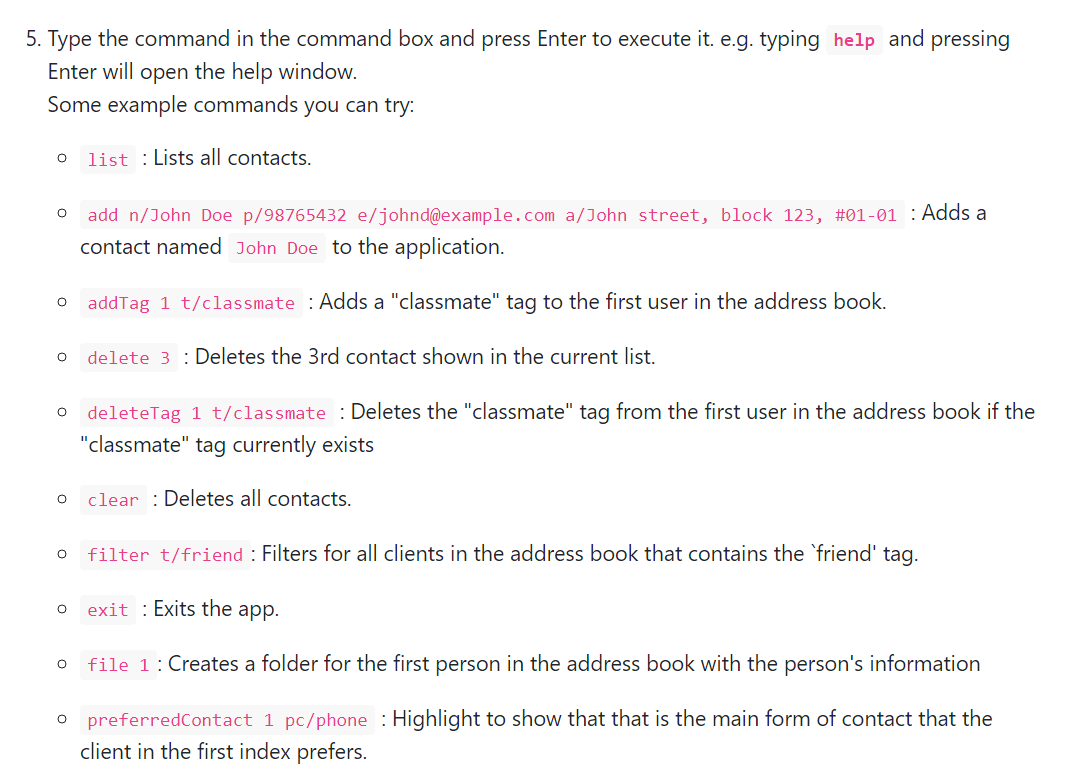 5. Type the command in the command box and press Enter to execute it. e.g. typing help and pressing
Enter will open the help window.
Some example commands you can try:
list : Lists all contacts.
add n/John Doe p/98765432 e/johnd@example.com a/John street, block 123, #01-01 : Adds a
contact named John Doe to the application.
addTag 1 t/classmate : Adds a "classmate" tag to the first user in the address book.
delete 3 : Deletes the 3rd contact shown in the current list.
deleteTag 1 t/classmate : Deletes the "classmate" tag from the first user in the address book if the
"classmate" tag currently exists
clear : Deletes all contacts.
filter t/friend : Filters for all clients in the address book that contains the `friend' tag.
exit : Exits the app.
file 1 : Creates a folder for the first person in the address book with the person's information
preferredContact 1 pc/phone : Highlight to show that that is the main form of contact that the
client in the first index prefers.